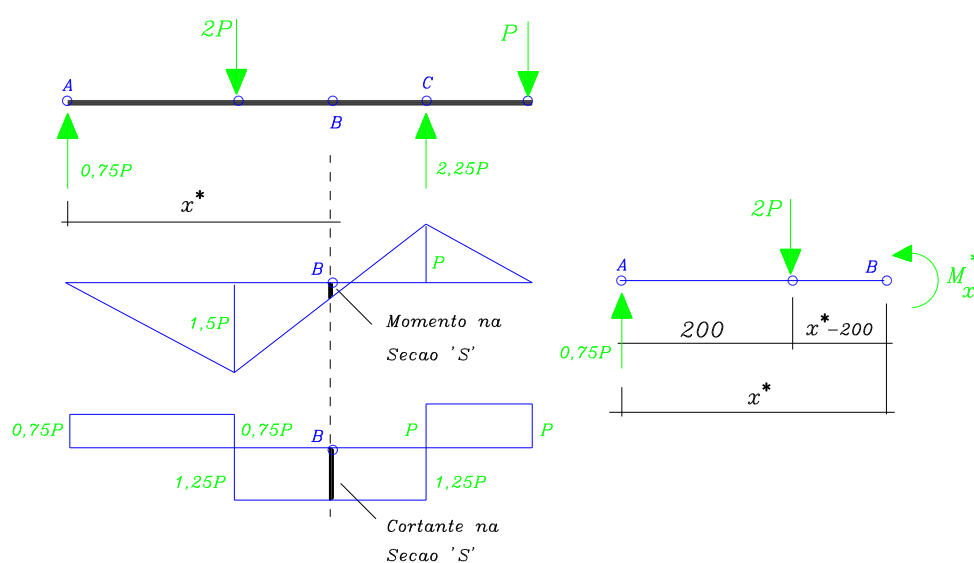 2P
P
A
C
B
0,75P
2,25P
x*
B
P
1,5P
Momento na
Secao 'S'
0,75P
0,75P
B
P
P
1,25P
1,25P
Cortante na
Secao 'S'
2P
A
B
M*x
200
x*-200
0,75P
x*